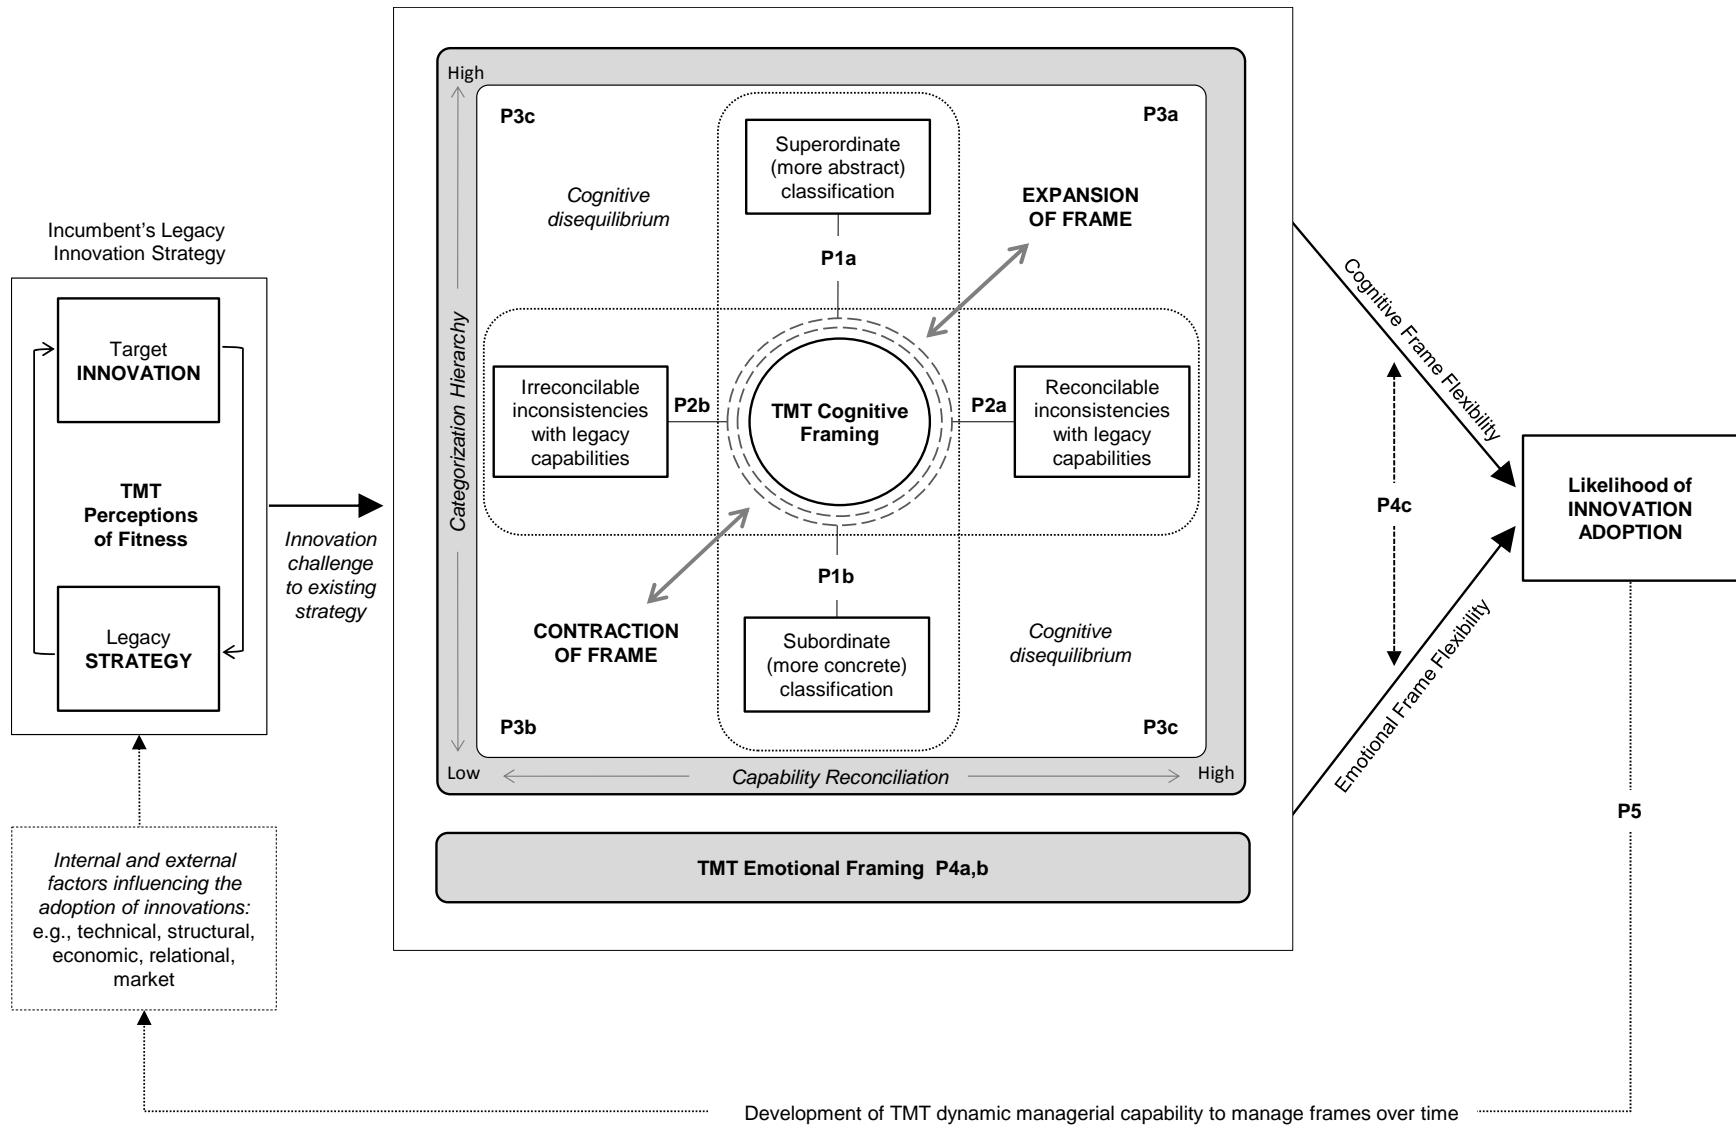 Incumbent's Legacy
Innovation Strategy
Target
INNOVATION
TMT
Perceptions
of Fitness
Legacy
STRATEGY
Innovation
challenge
to existing
strategy
Internal and external
factors influencing the
adoption of innovations:
e.g., technical, structural,
economic, relational,
market
High
Categorization Hierarchy
Low
Capability Reconciliation
High
P3c
P3a
Cognitive
disequilibrium
Superordinate
(more abstract)
classification
EXPANSION
OF FRAME
P1a
Irreconcilable
inconsistencies
with legacy
capabilities
P2b
TMT Cognitive
Framing
P2a
Reconcilable
inconsistencies
with legacy
capabilities
P1b
CONTRACTION
OF FRAME
Subordinate
(more concrete)
classification
Cognitive
disequilibrium
P3b
P3c
TMT Emotional Framing P4a,b
Cognitive Frame Flexibility
P4c
Emotional Frame Flexibility
Likelihood of
INNOVATION
ADOPTION
P5
Development of TMT dynamic managerial capability to manage frames over time